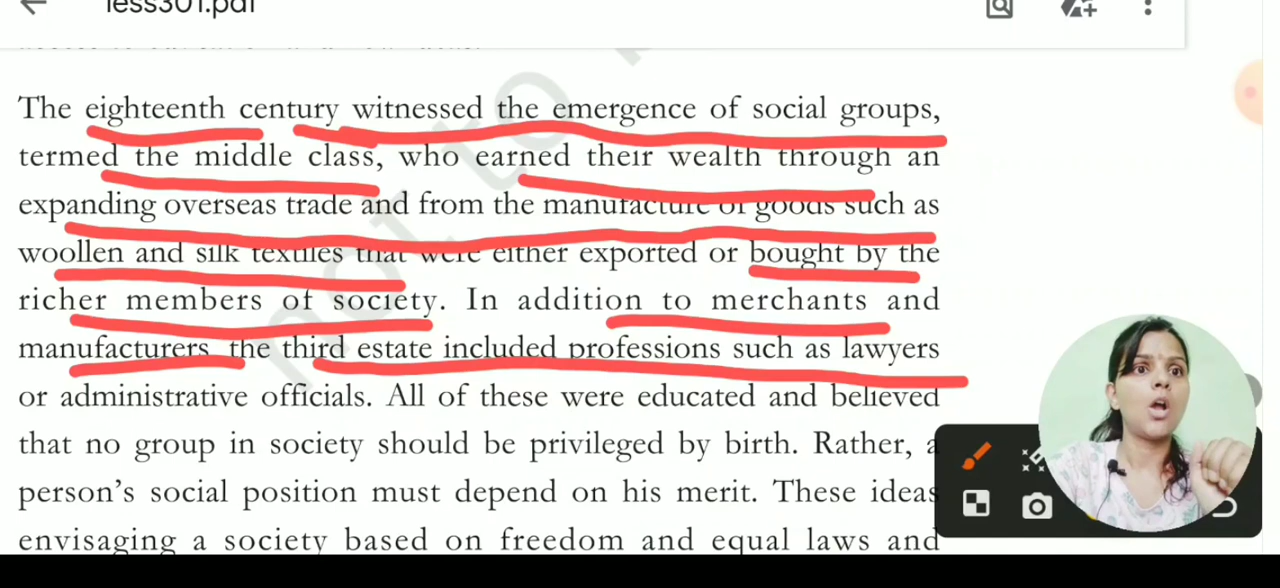 less301.pdf
The eighteenth century witnessed the emergence of social groups,
termed the middle class, who earned their wealth through an
expanding overseas trade and from the manufacture of goods such as
woollen and silk textiles that were either exported or bought by the
richer members of society. In addition to merchants and
manufacturers the third estate included professions such as lawyers
or administrative officials. All of these were educated and believed
that no group in society should be privileged by birth. Rather, a
person's social position must depend on his merit. These ideas
envisaging a society based on freedom and equal laws and
not to